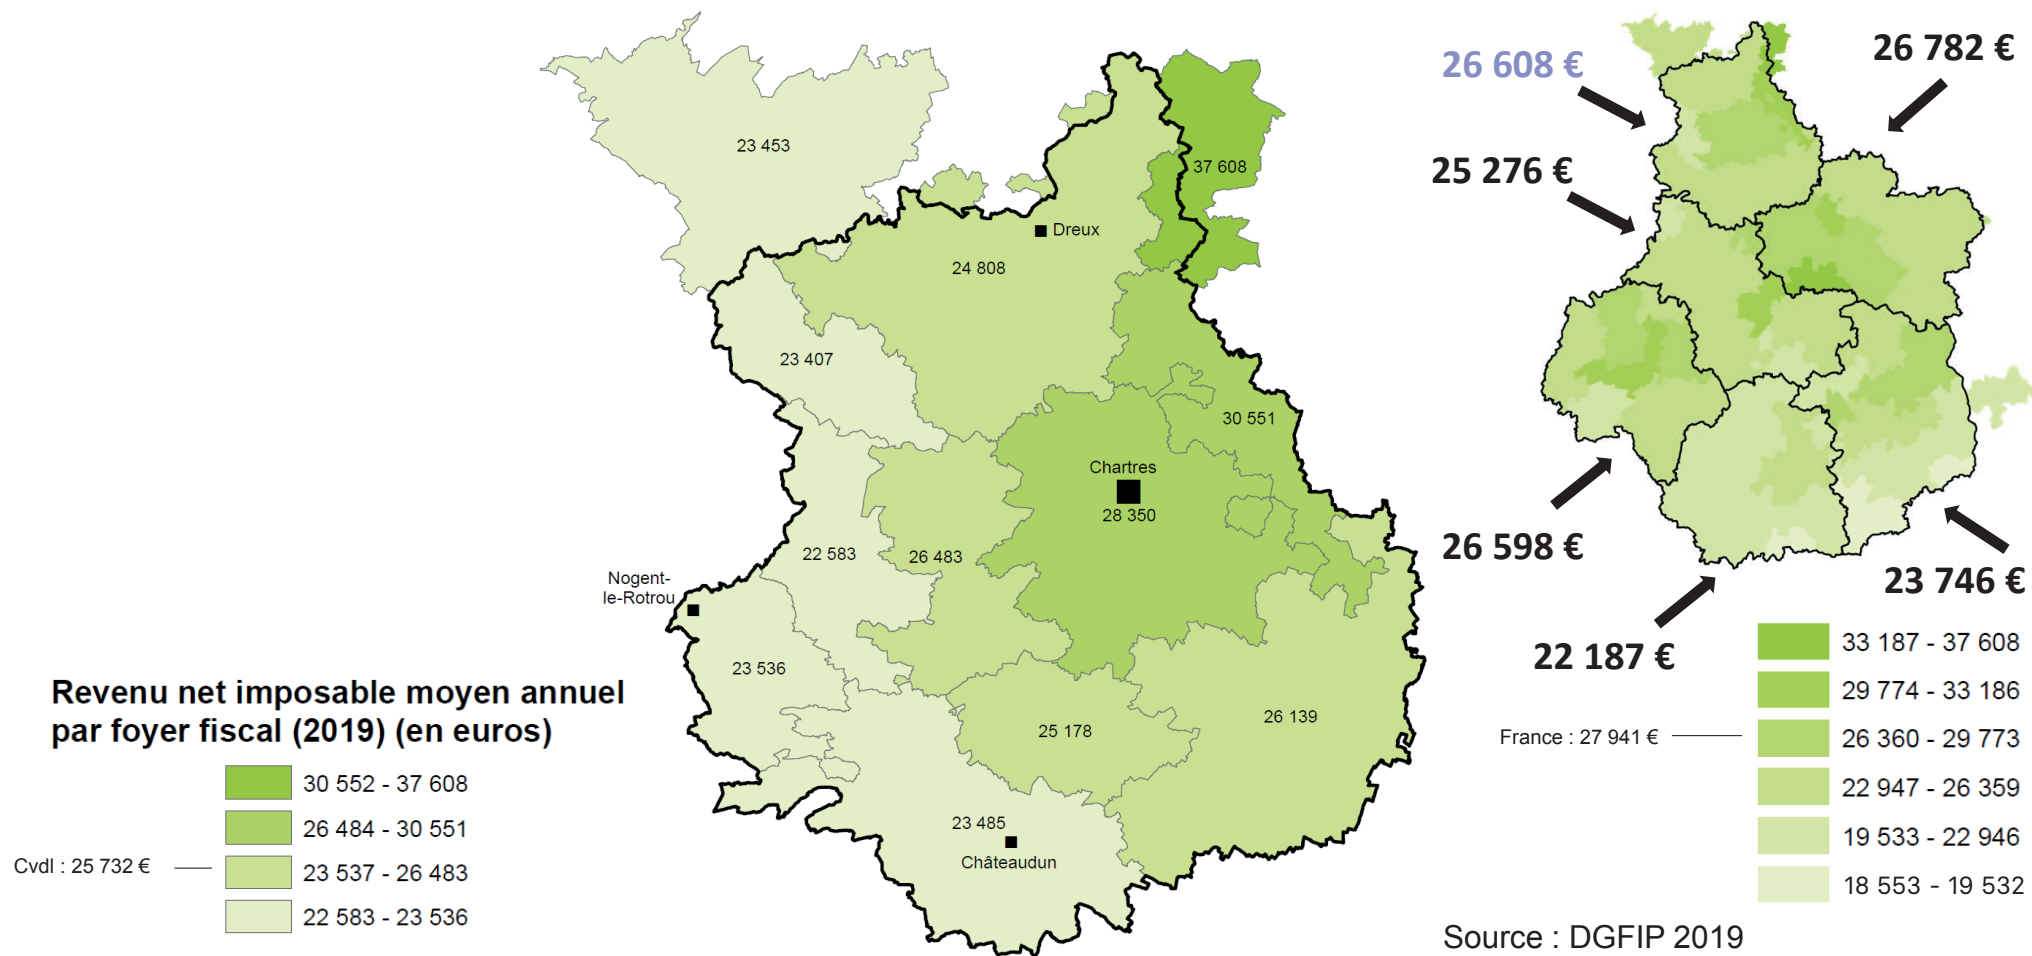 26 608 €
26 782 €
25 276 €
26 598 €
23 746 €
22 187 €
23 453
37 608
Dreux
24 808
23 407
30 551
Chartres
28 350
22 583
26 483
Nogent-
le-Rotrou
23 536
25 178
26 139
23 485
Châteaudun
Revenu net imposable moyen annuel
par foyer fiscal (2019) (en euros)
30 552 - 37 608
26 484 - 30 551
Cvdl : 25 732 €
23 537 - 26 483
22 583 - 23 536
33 187 - 37 608
29 774 - 33 186
France : 27 941 €
26 360 - 29 773
22 947 - 26 359
19 533 - 22 946
18 553 - 19 532
Source : DGFIP 2019